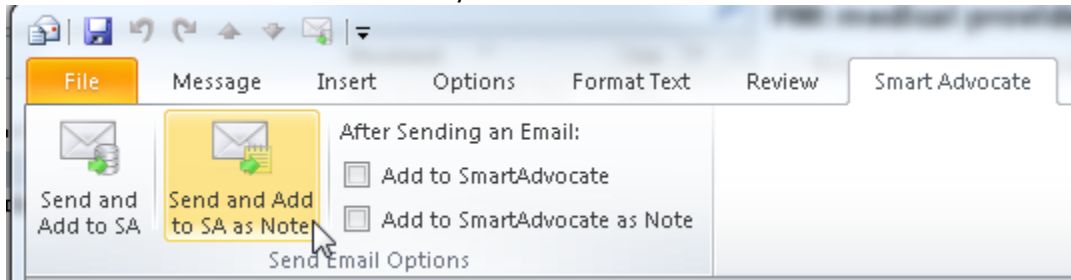 File Message Insert Options Format Text Review Smart Advocate
After Sending an Email:
Add to SmartAdvocate
Send and
Add to SA
Send and Add
to SA as Note
Add to SmartAdvocate as Note
Send Email Options